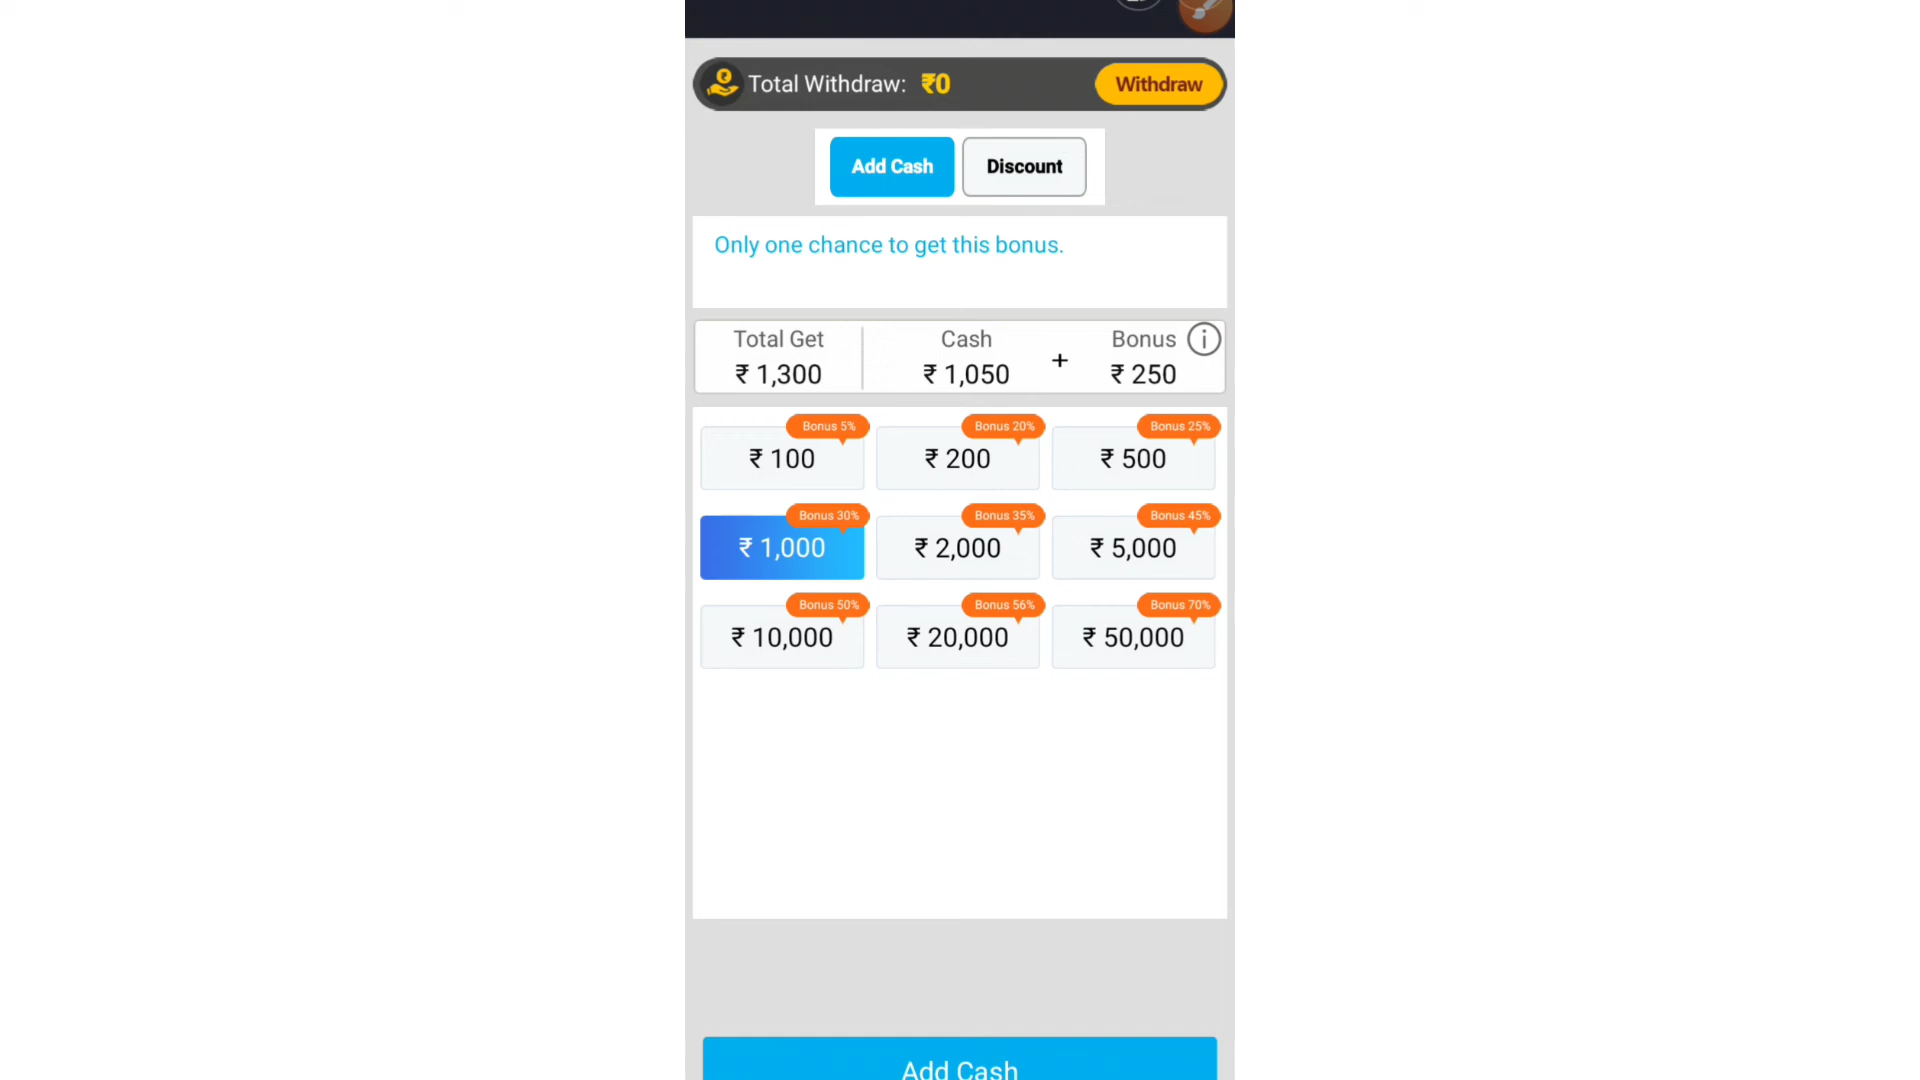 Total Withdraw: ₹0 Withdraw
Add Cash Discount
Only one chance to get this bonus.
Total Get Cash Bonus
₹ 1,300 ₹ 1,050 + ₹ 250
Bonus 5% Bonus 20% Bonus 25%
₹ 100 ₹ 200 ₹ 500
Bonus 30% Bonus 35% Bonus 45%
₹ 1,000 ₹ 2,000 ₹ 5,000
Bonus 50% Bonus 56% Bonus 70%
₹ 10,000 ₹ 20,000 ₹ 50,000
Add Cash